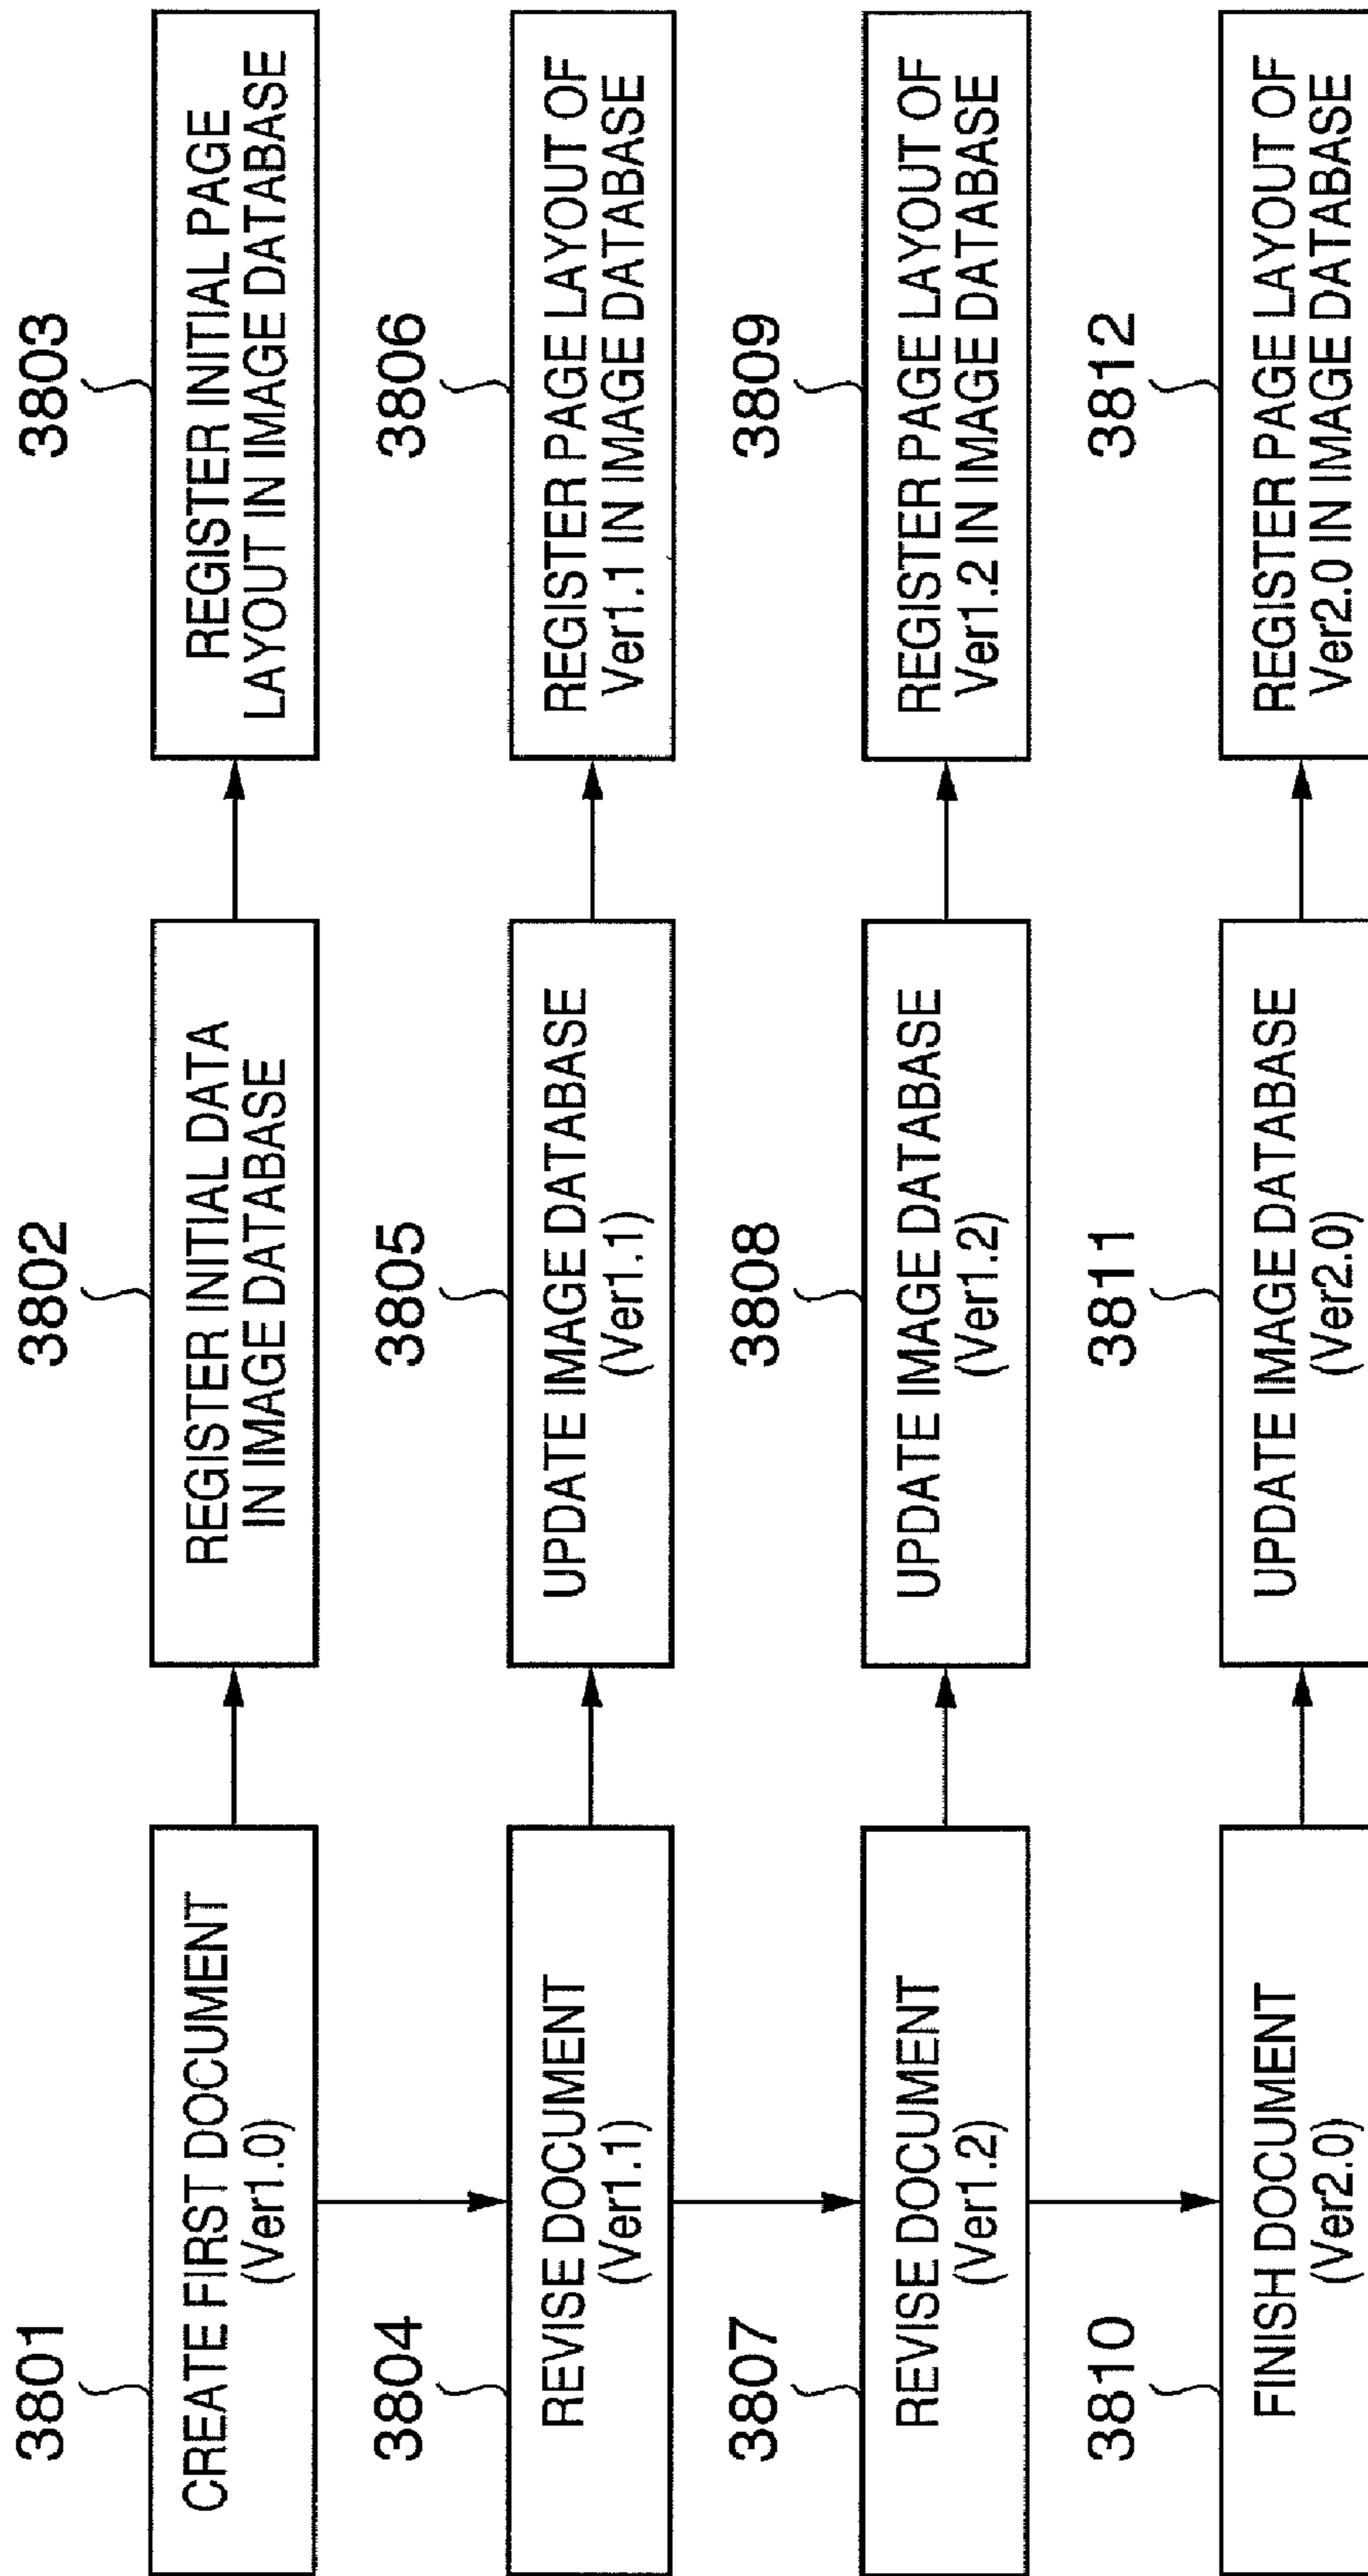 3801
CREATE FIRST DOCUMENT
(Ver1.0)
3802
REGISTER INITIAL DATA
IN IMAGE DATABASE
3803
REGISTER INITIAL PAGE
LAYOUT IN IMAGE DATABASE
3804
REVISE DOCUMENT
(Ver1.1)
3805
UPDATE IMAGE DATABASE
(Ver1.1)
3806
REGISTER PAGE LAYOUT OF
Ver1.1 IN IMAGE DATABASE
3807
REVISE DOCUMENT
(Ver1.2)
3808
UPDATE IMAGE DATABASE
(Ver1.2)
3809
REGISTER PAGE LAYOUT OF
Ver1.2 IN IMAGE DATABASE
3810
FINISH DOCUMENT
(Ver2.0)
3811
UPDATE IMAGE DATABASE
(Ver2.0)
3812
REGISTER PAGE LAYOUT OF
Ver2.0 IN IMAGE DATABASE